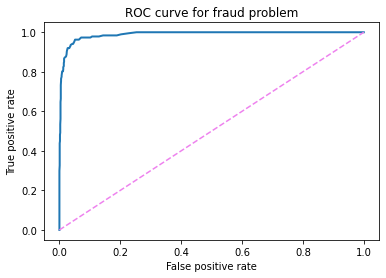 ROC curve for fraud problem
1.0
0.8
0.6
0.4
0.2
0.0
True positive rate
0.0 0.2 0.4 0.6 0.8 1.0
False positive rate